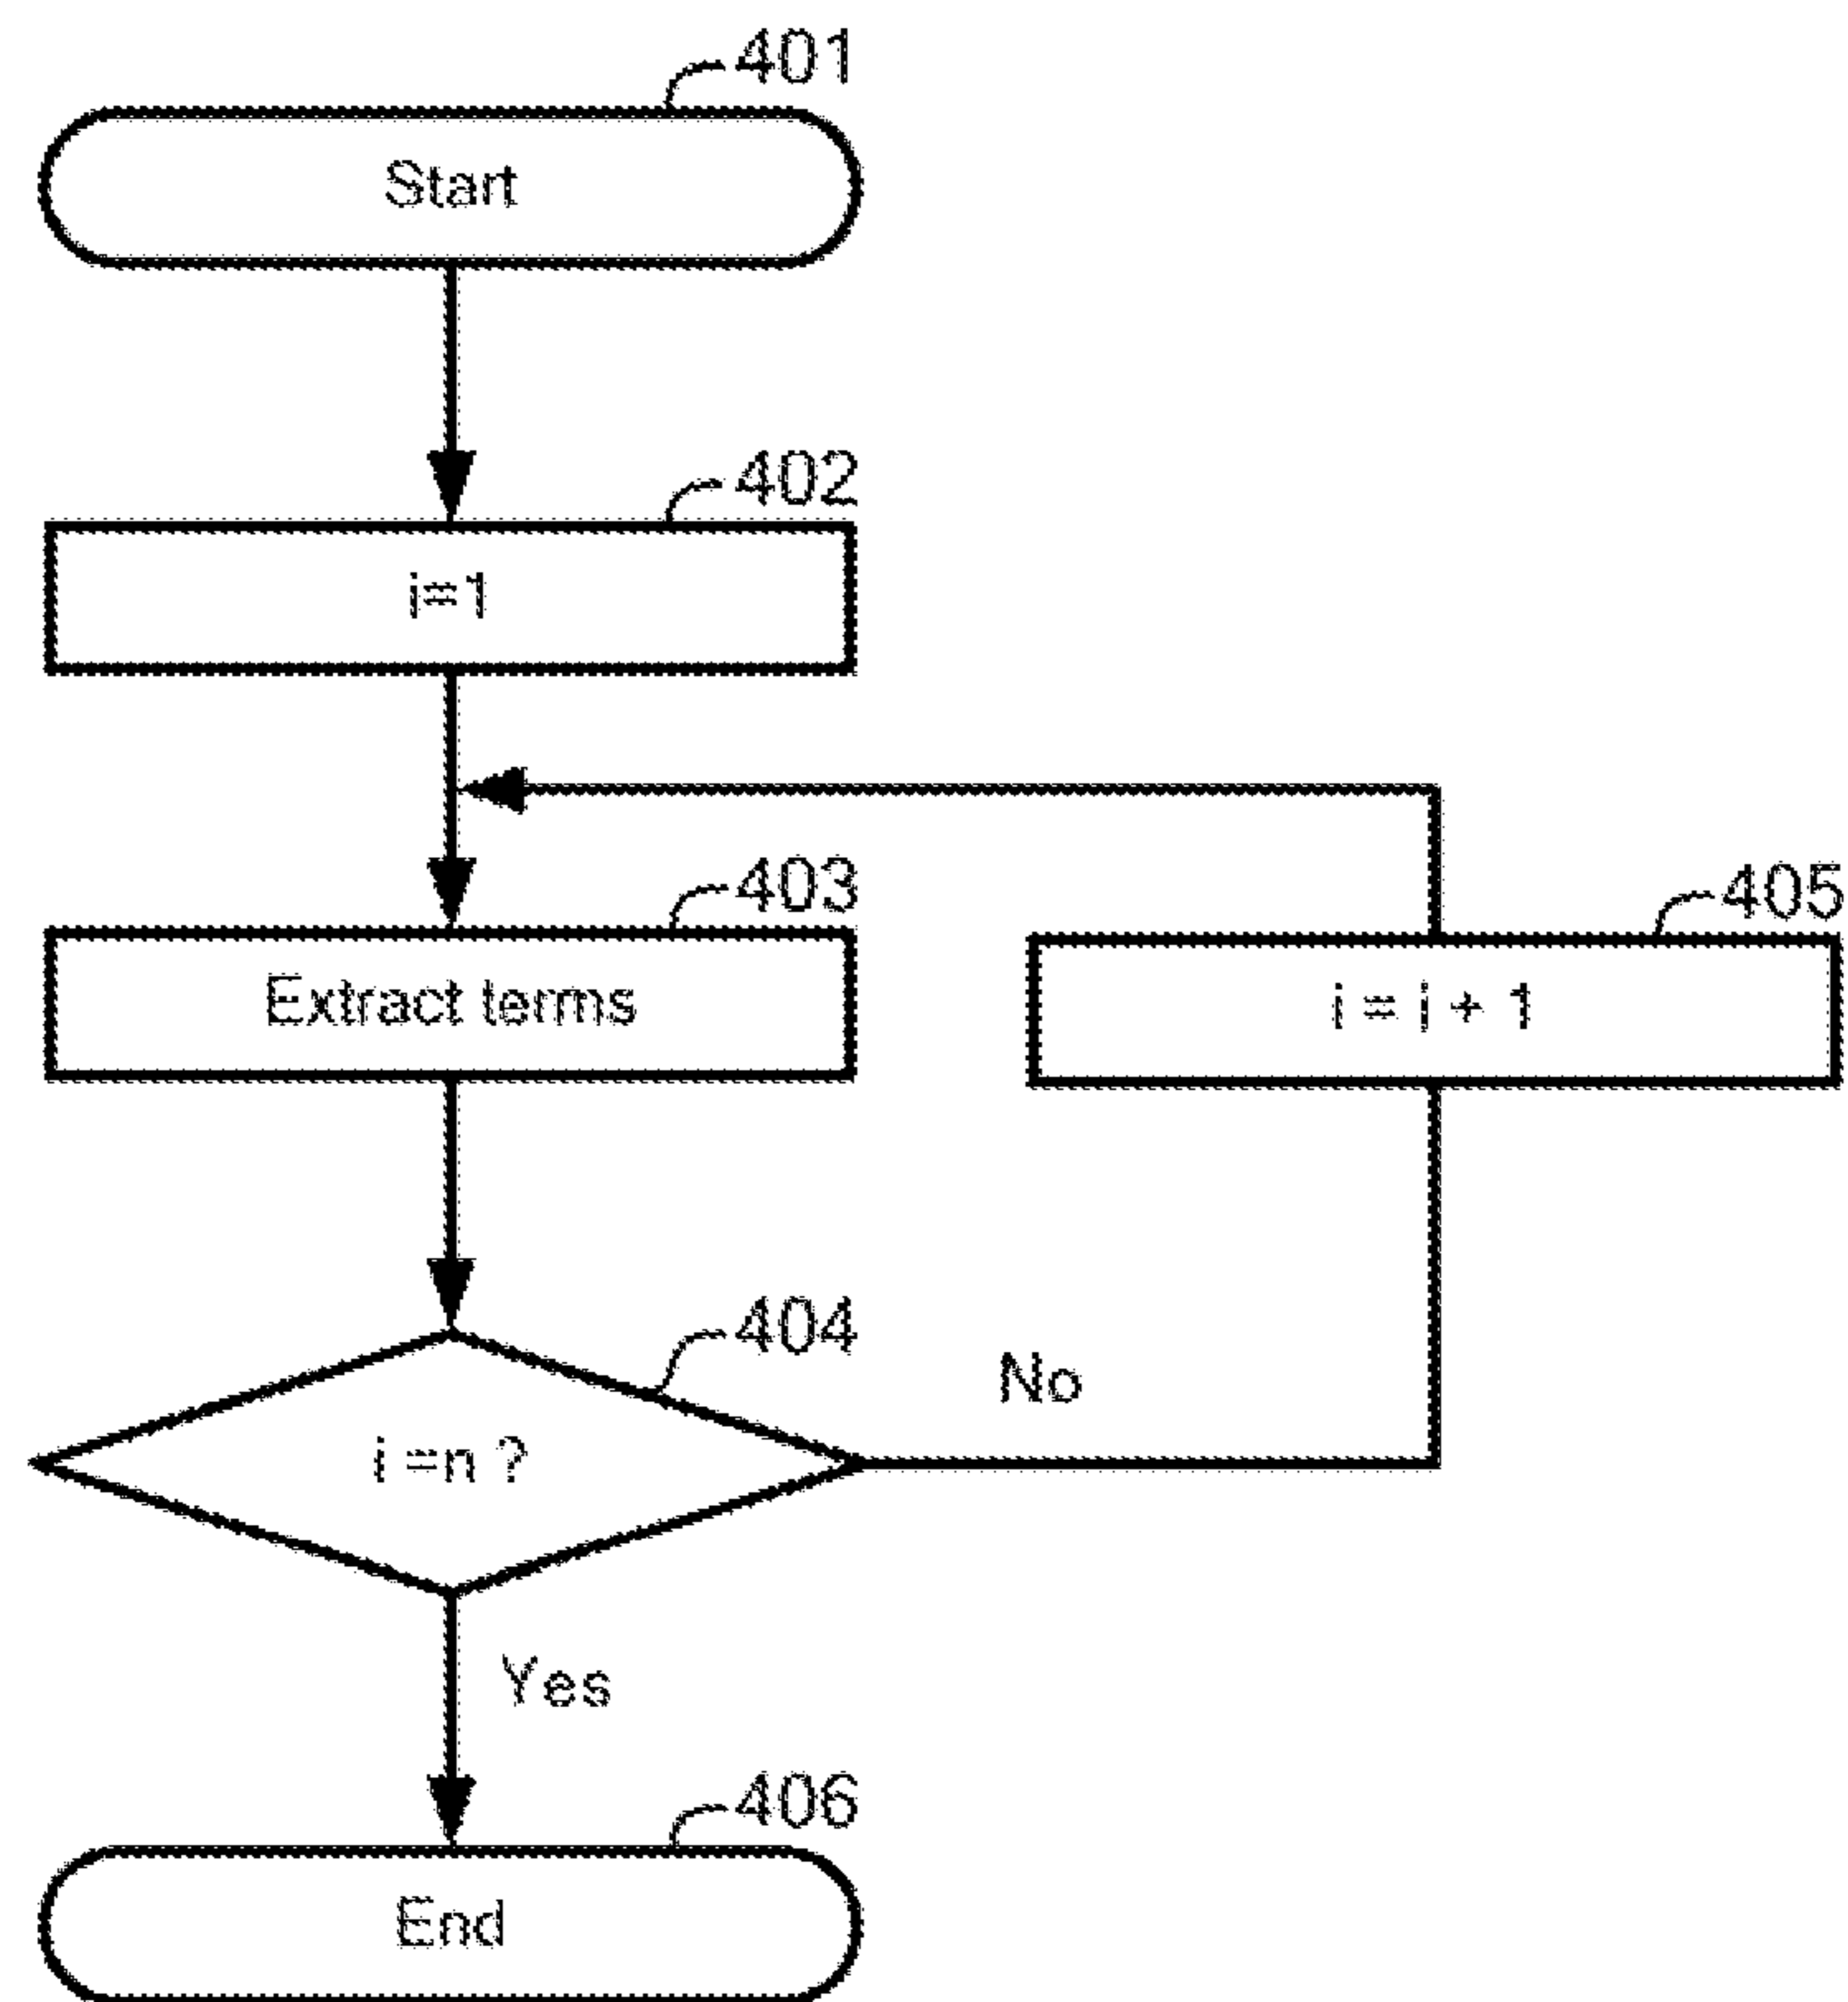 401
Start
402
i=1
403
Extract terms
405
i = i + 1
404
i =n ?
No
Yes
406
End